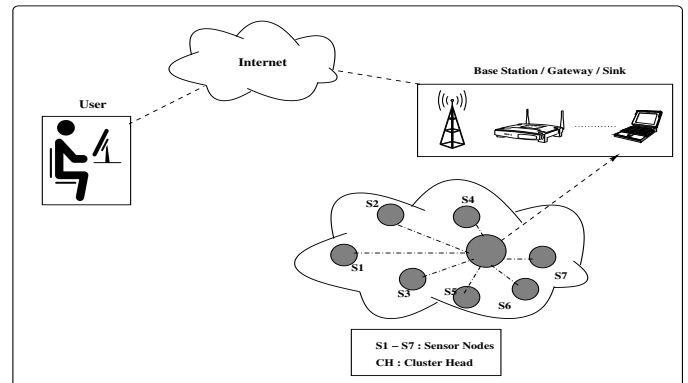 Internet
Base Station / Gateway / Sink
User
S2
S4
S1
S7
S3
S5
S6
S1 – S7 : Sensor Nodes
CH : Cluster Head